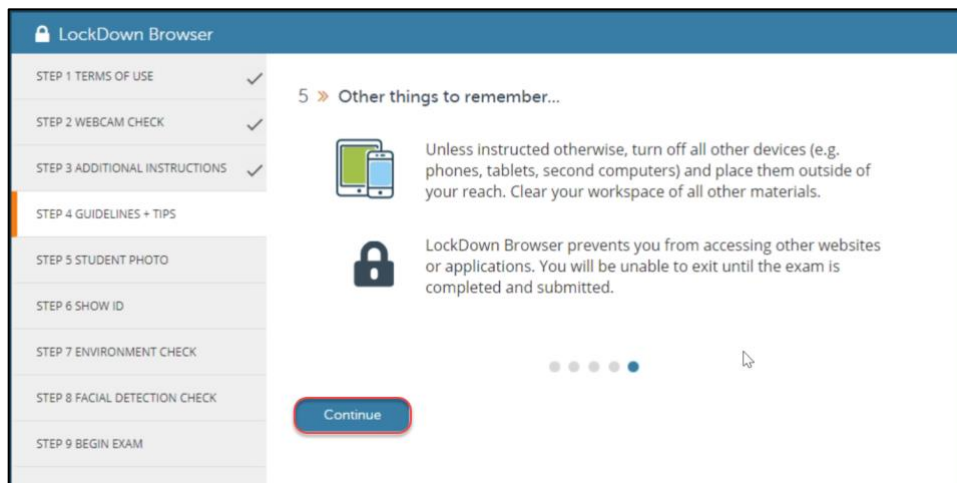 LockDown Browser
STEP 1 TERMS OF USE
STEP 2 WEBCAM CHECK
STEP 3 ADDITIONAL INSTRUCTIONS
STEP 4 GUIDELINES + TIPS
STEP 5 STUDENT PHOTO
STEP 6 SHOW ID
STEP 7 ENVIRONMENT CHECK
STEP 8 FACIAL DETECTION CHECK
STEP 9 BEGIN EXAM
5 » Other things to remember...
Unless instructed otherwise, turn off all other devices (e.g.
phones, tablets, second computers) and place them outside of
your reach. Clear your workspace of all other materials.
LockDown Browser prevents you from accessing other websites
or applications. You will be unable to exit until the exam is
completed and submitted.
Continue